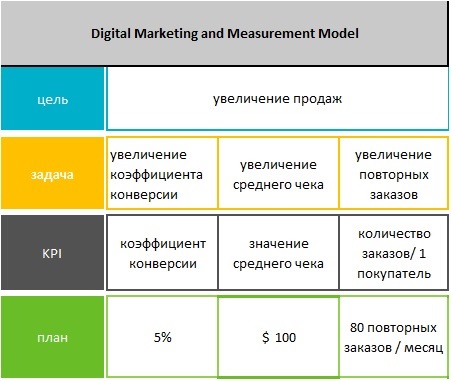 Digital Marketing and Measurement Model
цель
увеличение продаж
задача
увеличение
коэффициента
конверсии
увеличение
среднего чека
увеличение
повторных
заказов
KPI
коэффициент
конверсии
значение
среднего чека
количество
заказов/ 1
покупатель
план
5%
$ 100
80 повторных
заказов / месяц